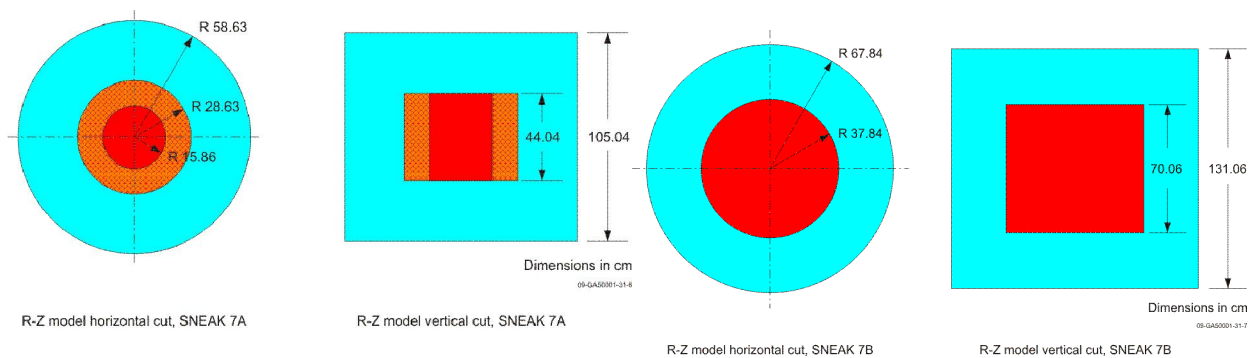 R 58.63
R 28.63
R 15.86
44.04
105.04
Dimensions in cm
09-GA50001-31-6
R-Z model horizontal cut, SNEAK 7A
R-Z model vertical cut, SNEAK 7A
R 67.84
R 37.84
70.06
131.06
Dimensions in cm
09-GA50001-31-7
R-Z model horizontal cut, SNEAK 7B
R-Z model vertical cut, SNEAK 7B